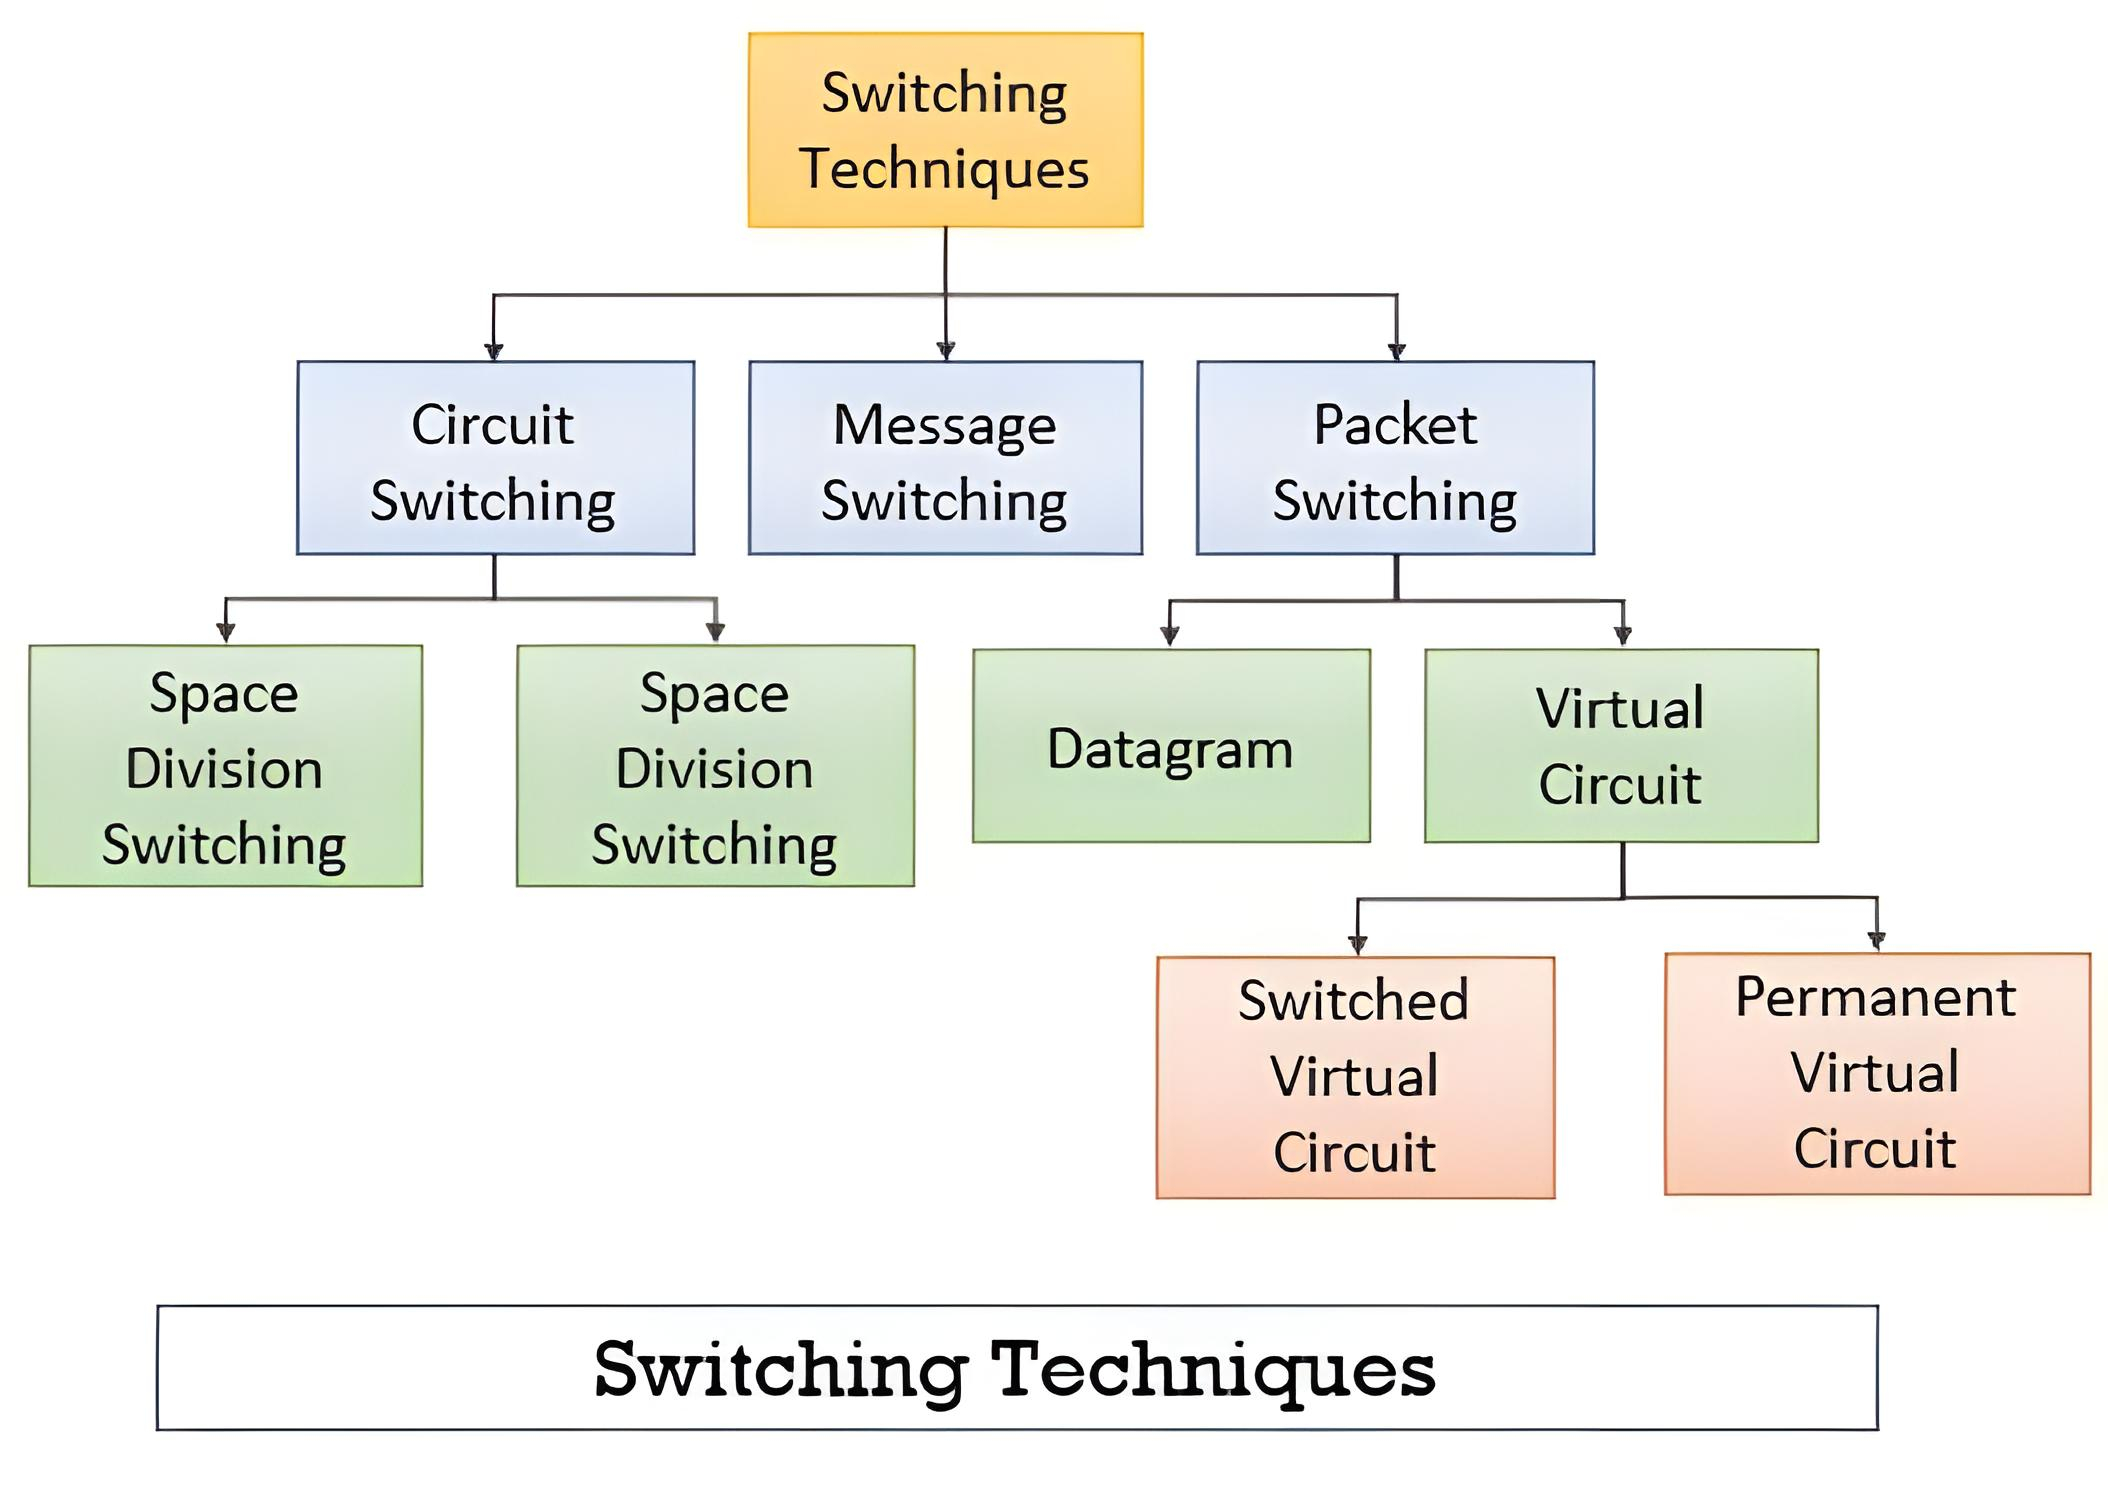 Switching
Techniques
Circuit
Switching
Message
Switching
Packet
Switching
Space
Division
Switching
Space
Division
Switching
Datagram
Virtual
Circuit
Switched
Virtual
Circuit
Permanent
Virtual
Circuit
Switching Techniques